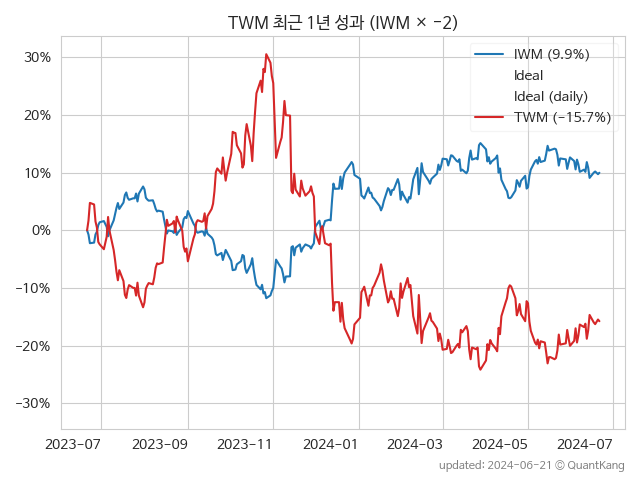 TWM 최근 1년 성과 (IWM × −2)
IWM (9.9%)
Ideal
Ideal (daily)
TWM (−15.7%)
30%
20%
10%
0%
−10%
−20%
−30%
2023-07 2023-09 2023-11 2024-01 2024-03 2024-05 2024-07
updated: 2024-06-21 © QuantKang